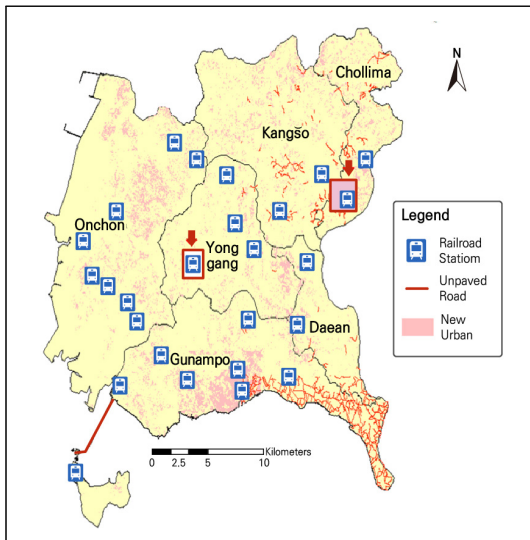 N
Chollima
Kangso
Onchon
Yong
gang
Daean
Gunampo
Legend
Railroad
Statiom
Unpaved
Road
New
Urban
Kilometers
0 2.5 5 10